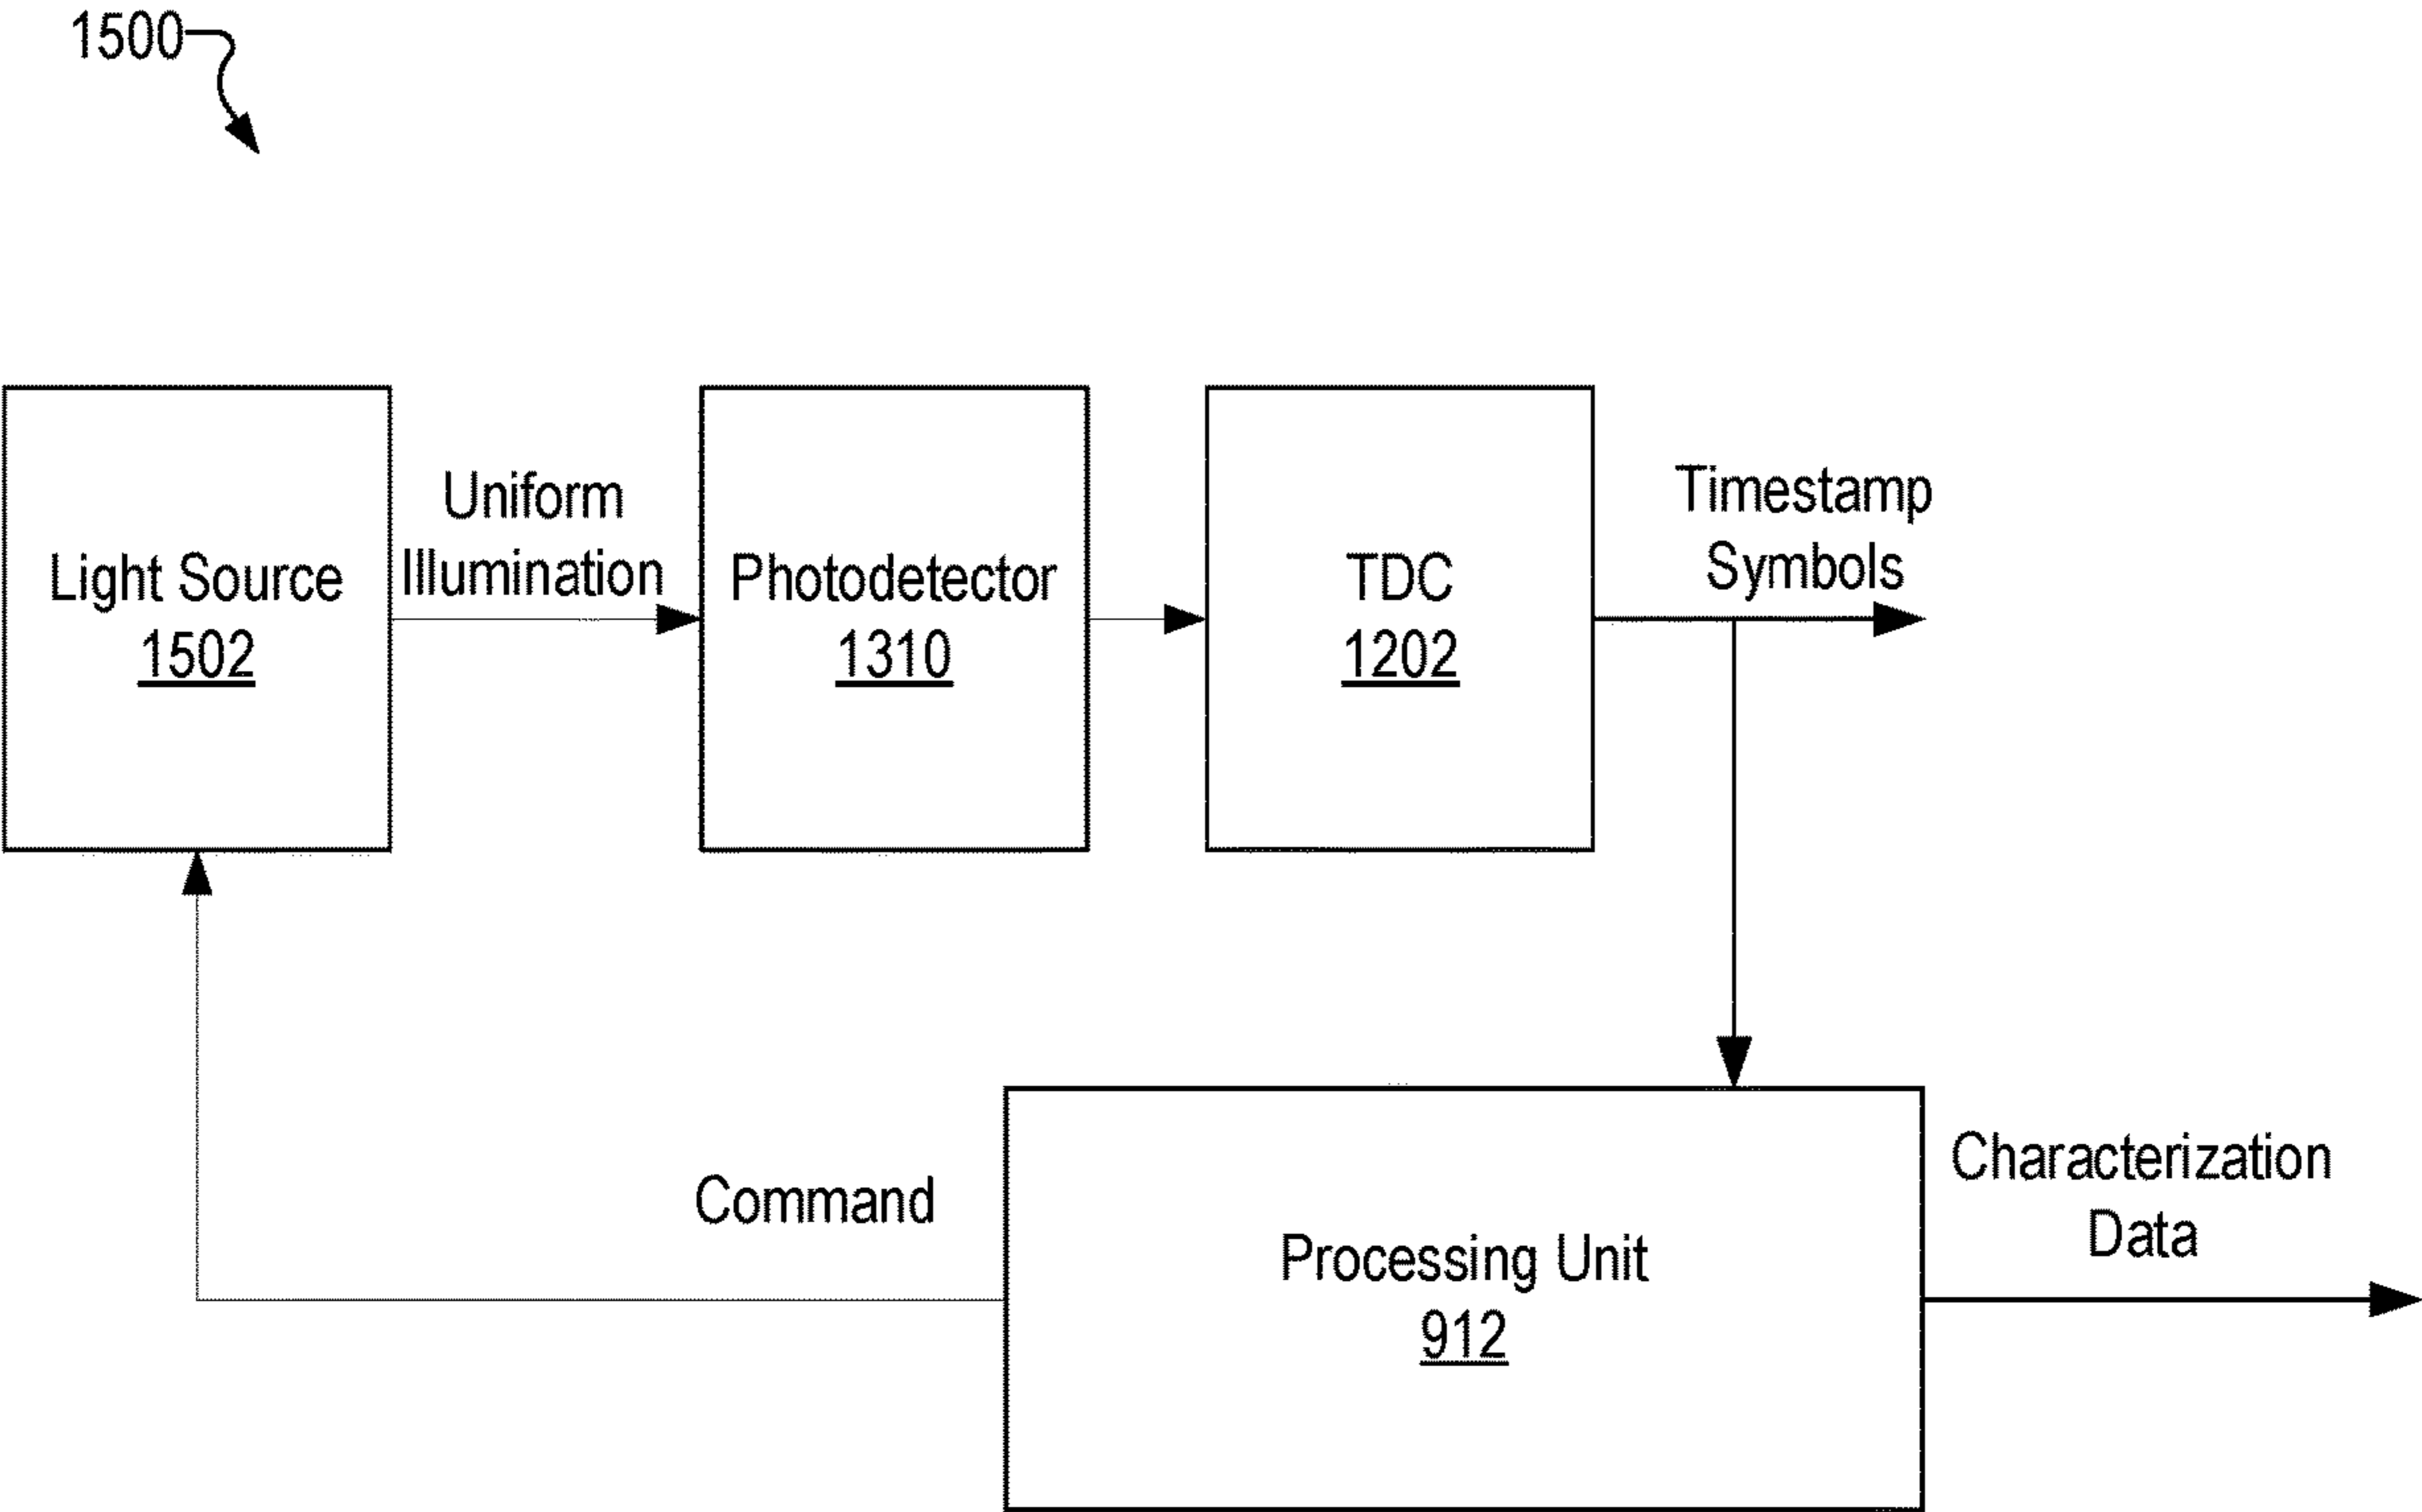 1500
Uniform
Illumination
Light Source
1502
Photodetector
1310
TDC
1202
Timestamp
Symbols
Command
Processing Unit
912
Characterization
Data